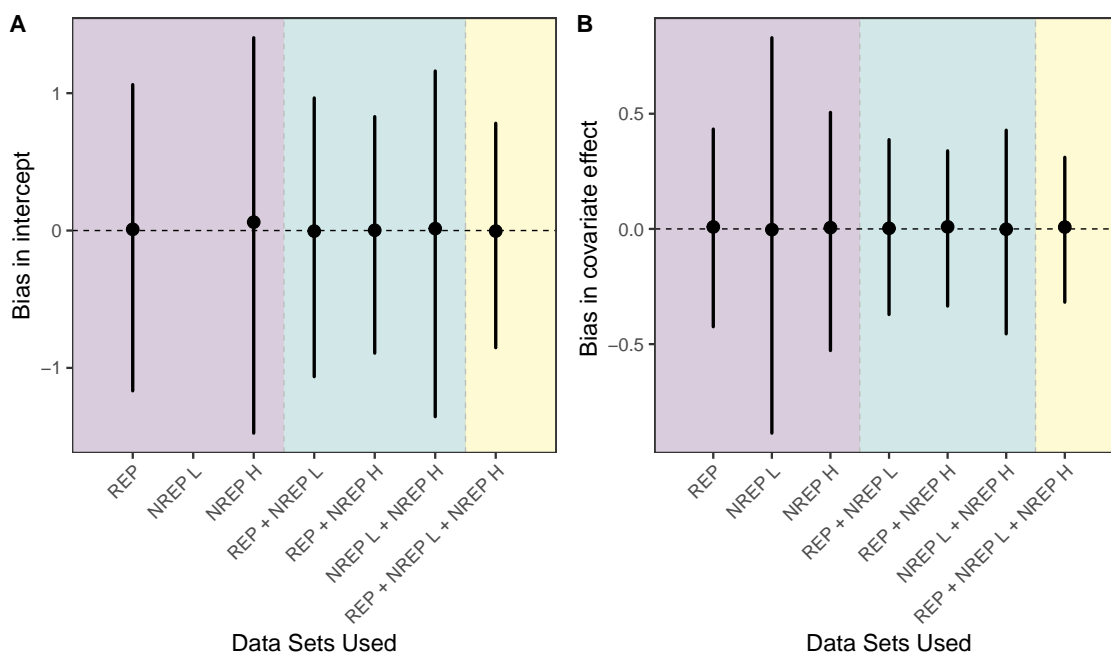 A
Bias in intercept
1
0
−1
REP
NREP L
NREP H
REP + NREP L
REP + NREP H
NREP L + NREP H
REP + NREP L + NREP H
Data Sets Used
B
Bias in covariate effect
0.5
0.0
−0.5
REP
NREP L
NREP H
REP + NREP L
REP + NREP H
NREP L + NREP H
REP + NREP L + NREP H
Data Sets Used